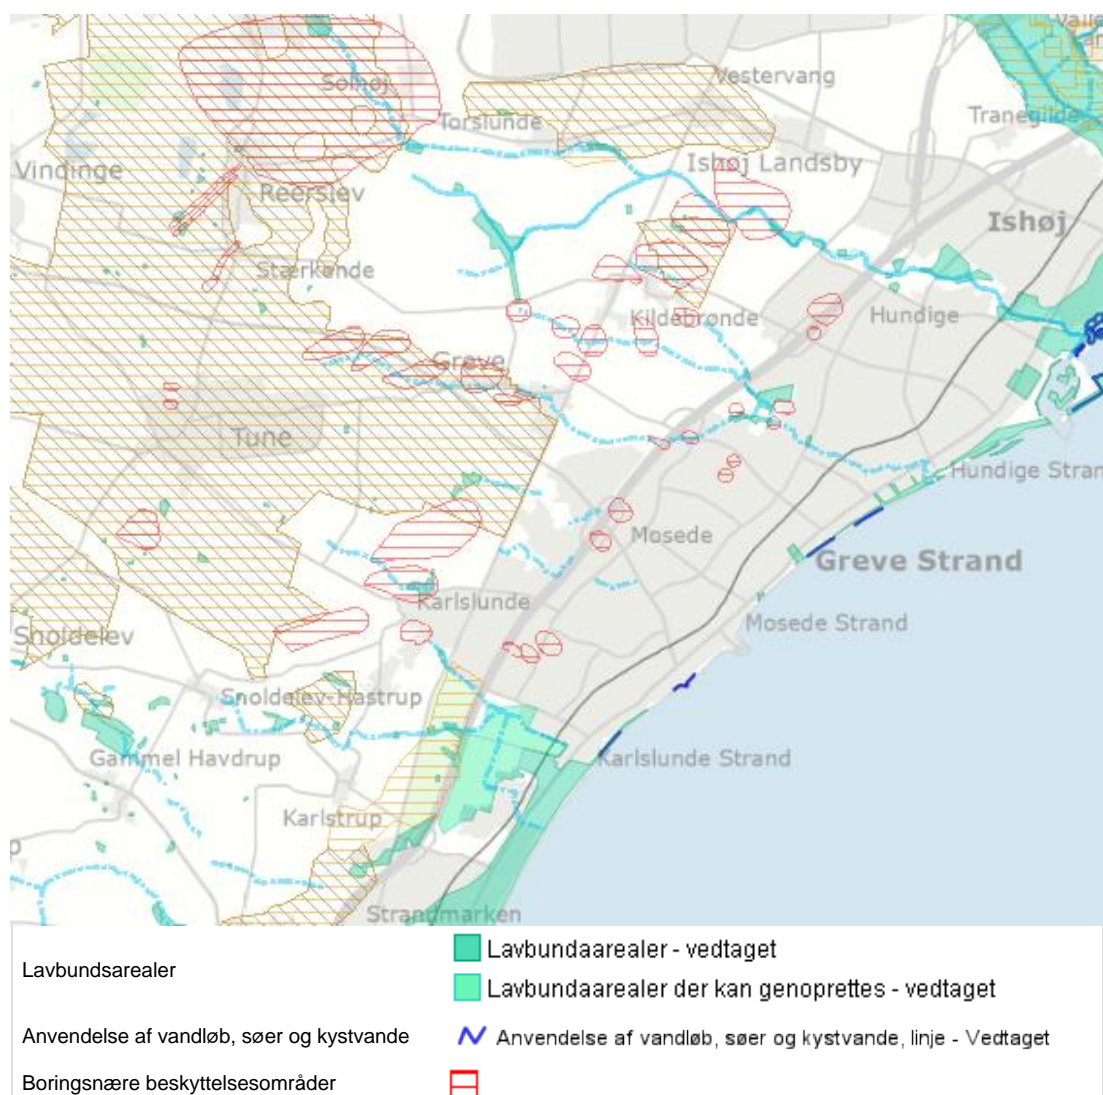 Valle
Vestervang
Solhøj
Torslunde
Tranegilde
Vindinge
Ishøj Landsby
Reerslev
Ishøj
Stærkende
Kildebrønde
Hundige
Greve
Tune
Hundige Stran
Mosede
Greve Strand
Karlslunde
Snoldelev
Mosede Strand
Snoldelev-Hastrup
Gammel Havdrup
Karlslunde Strand
Karlstrup
p
Strandmarken
Lavbundsarealer
Lavbundaarealer - vedtaget
Lavbundaarealer der kan genoprettes - vedtaget
Anvendelse af vandløb, søer og kystvande
Anvendelse af vandløb, søer og kystvande, linje - Vedtaget
Boringsnære beskyttelsesområder